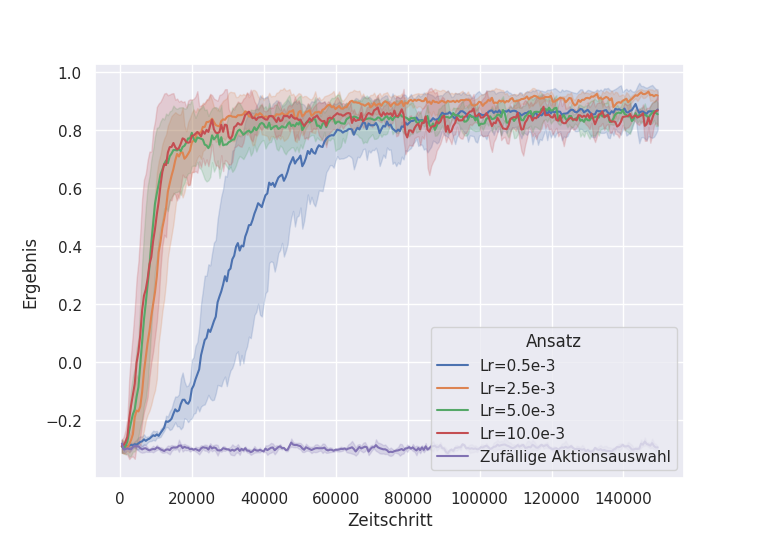 1.0
0.8
0.6
0.4
0.2
0.0
−0.2
Ergebnis
Ansatz
Lr=0.5e-3
Lr=2.5e-3
Lr=5.0e-3
Lr=10.0e-3
Zufällige Aktionsauswahl
0 20000 40000 60000 80000 100000 120000 140000
Zeitschritt